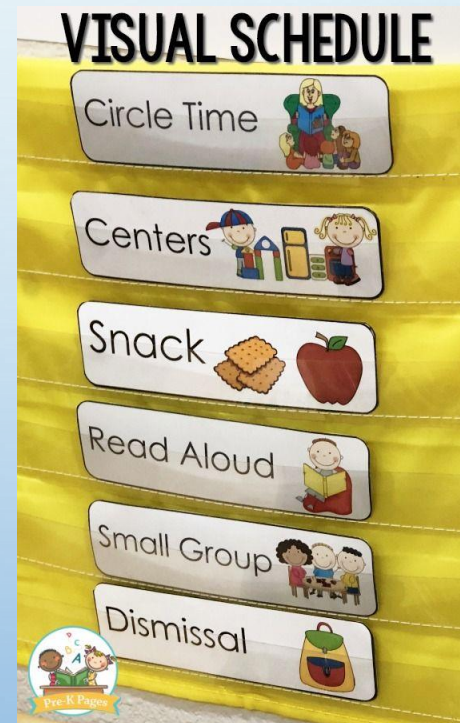 VISUAL SCHEDULE
Circle Time
Centers
Snack
Read Aloud
Small Group
Dismissal
D C
A
Pre-K Pages